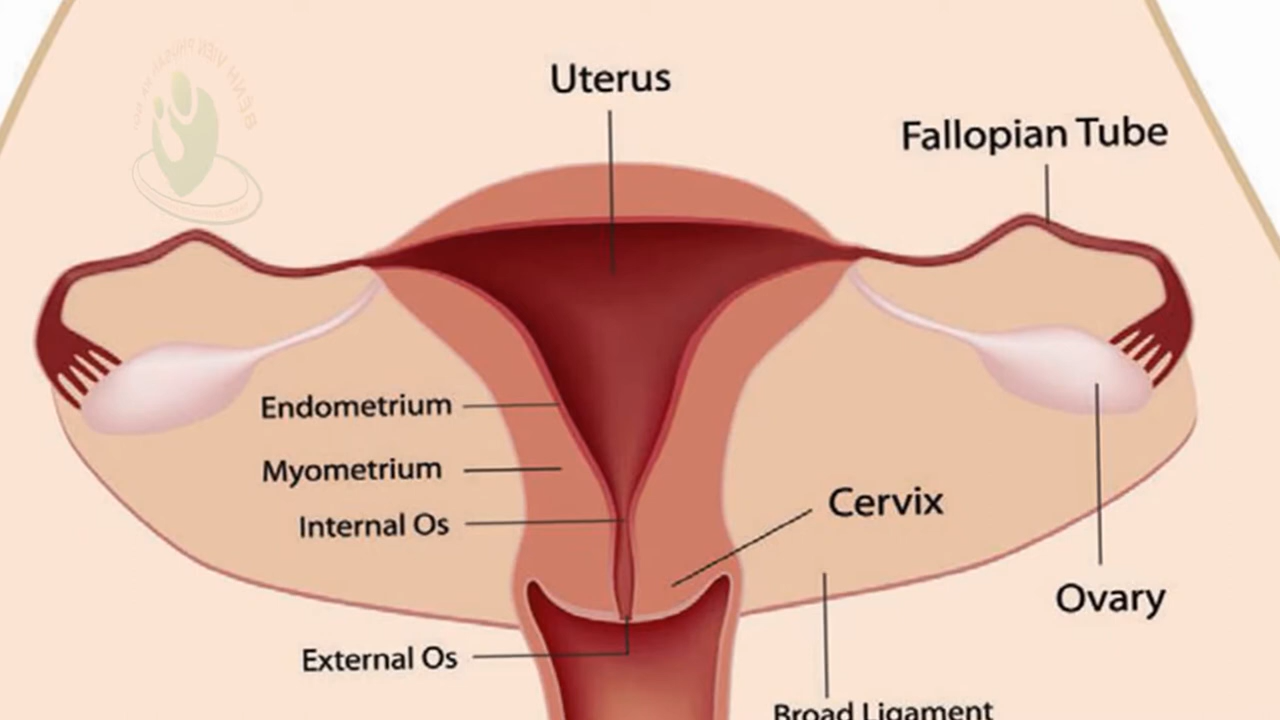 Uterus
Fallopian Tube
Endometrium
Myometrium
Internal Os
Cervix
Ovary
External Os
Broad Ligament